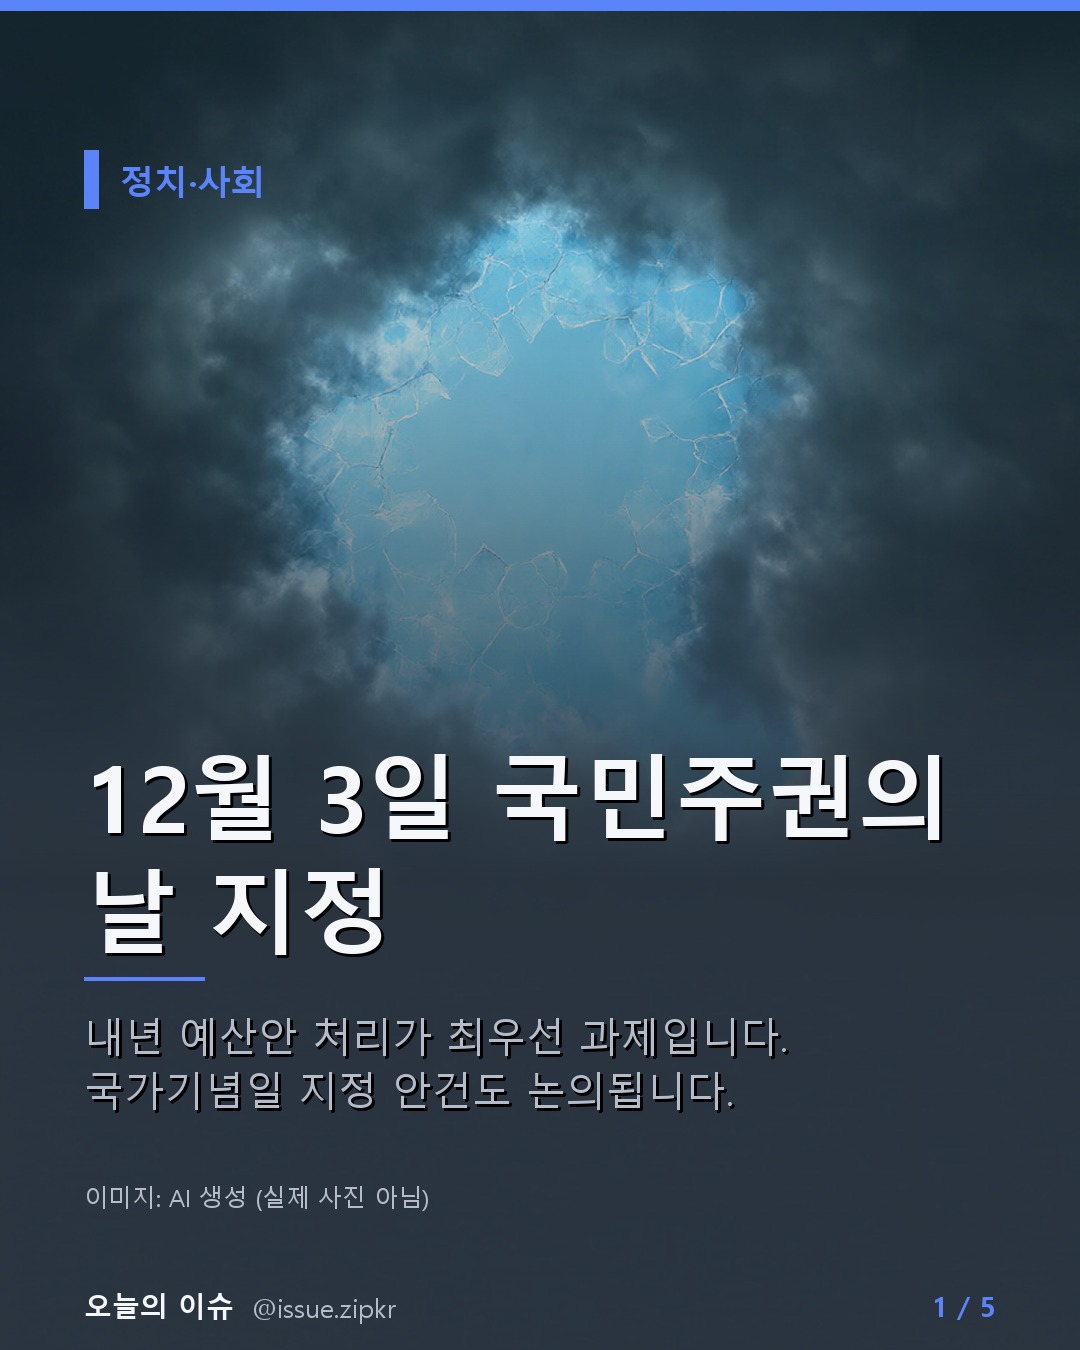 정치·사회
12월 3일 국민주권의
날 지정
내년 예산안 처리가 최우선 과제입니다.
국가기념일 지정 안건도 논의됩니다.
이미지: AI 생성 (실제 사진 아님)
오늘의 이슈 @issue.zipkr
1 / 5